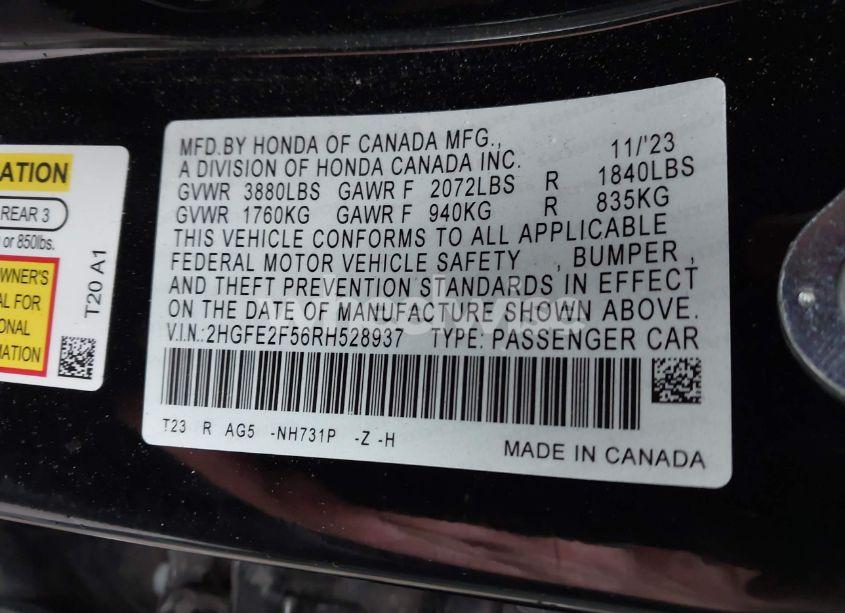 ATION
REAR 3
or 850lbs.
OWNER'S
AL FOR
ONAL
RMATION
T20 A1
MFD.BY HONDA OF CANADA MFG., 11/'23
A DIVISION OF HONDA CANADA INC.
GVWR 3880LBS GAWR F 2072LBS R 1840LBS
GVWR 1760KG GAWR F 940KG R 835KG
THIS VEHICLE CONFORMS TO ALL APPLICABLE
FEDERAL MOTOR VEHICLE SAFETY , BUMPER ,
AND THEFT PREVENTION STANDARDS IN EFFECT
ON THE DATE OF MANUFACTURE SHOWN ABOVE.
V.I.N.:2HGFE2F56RH528937 TYPE: PASSENGER CAR
T23 R AG5 -NH731P -Z -H
MADE IN CANADA